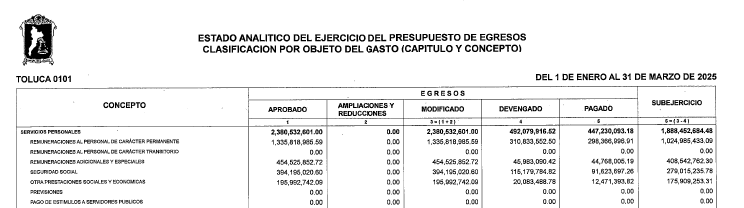 ESTADO ANALITICO DEL EJERCICIO DEL PRESUPUESTO DE EGRESOS
CLASIFICACION POR OBJETO DEL GASTO (CAPITULO Y CONCEPTO)
TOLUCA 0101 DEL 1 DE ENERO AL 31 DE MARZO DE 2025
CONCEPTO EGRESOS SUBEJERCICIO
APROBADO AMPLIACIONES Y REDUCCIONES MODIFICADO DEVENGADO PAGADO
1 2 3 = (1 + 2) 4 5 6 = (3 - 4)
SERVICIOS PERSONALES 2,380,532,601.00 0.00 2,380,532,601.00 492,079,916.52 447,230,093.18 1,888,452,684.48
REMUNERACIONES AL PERSONAL DE CARÁCTER PERMANENTE 1,335,818,985.59 0.00 1,335,818,985.59 310,833,552.50 298,366,998.91 1,024,985,433.09
REMUNERACIONES AL PERSONAL DE CARÁCTER TRANSITORIO 0.00 0.00 0.00 0.00 0.00 0.00
REMUNERACIONES ADICIONALES Y ESPECIALES 454,525,852.72 0.00 454,525,852.72 45,983,090.42 44,768,005.19 408,542,762.30
SEGURIDAD SOCIAL 394,195,020.60 0.00 394,195,020.60 115,179,784.82 91,623,697.26 279,015,235.78
OTRA PRESTACIONES SOCIALES Y ECONOMICAS 195,992,742.09 0.00 195,992,742.09 20,083,488.78 12,471,393.82 175,909,253.31
PREVISIONES 0.00 0.00 0.00 0.00 0.00 0.00
PAGO DE ESTIMULOS A SERVIDORES PUBLICOS 0.00 0.00 0.00 0.00 0.00 0.00